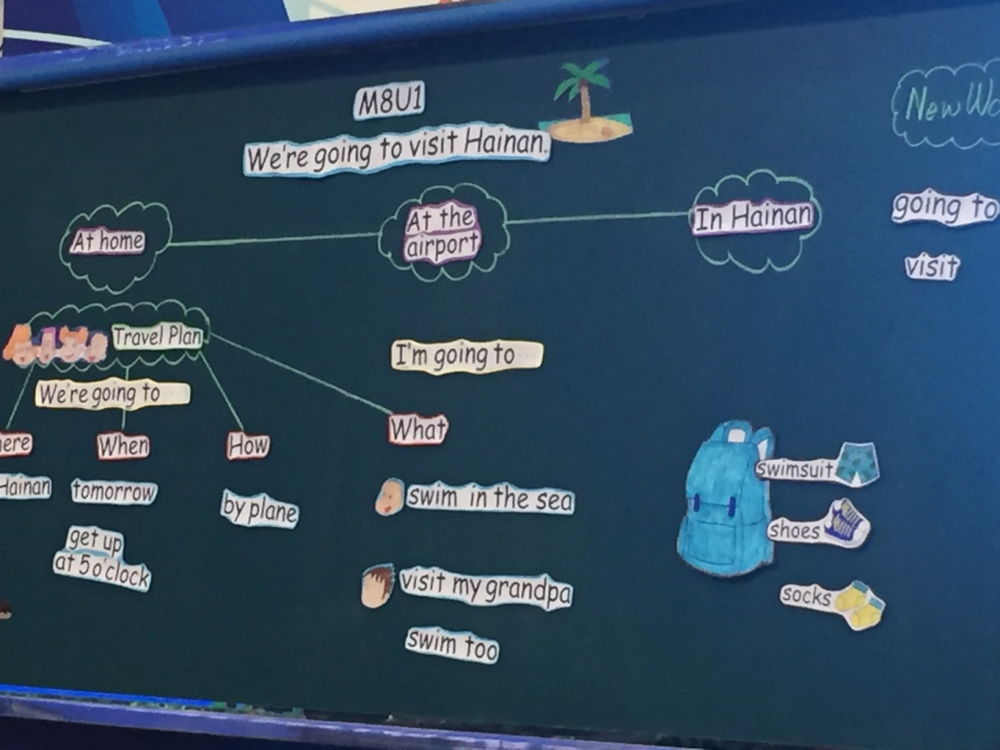 M8U1
We're going to visit Hainan.
New Wo
At home
At the
airport
In Hainan
going to
visit
Travel Plan
We're going to ...
I'm going to ...
here
When
How
What
Hainan
tomorrow
by plane
get up
at 5 o'clock
swim in the sea
visit my grandpa
swim too
swimsuit
shoes
socks